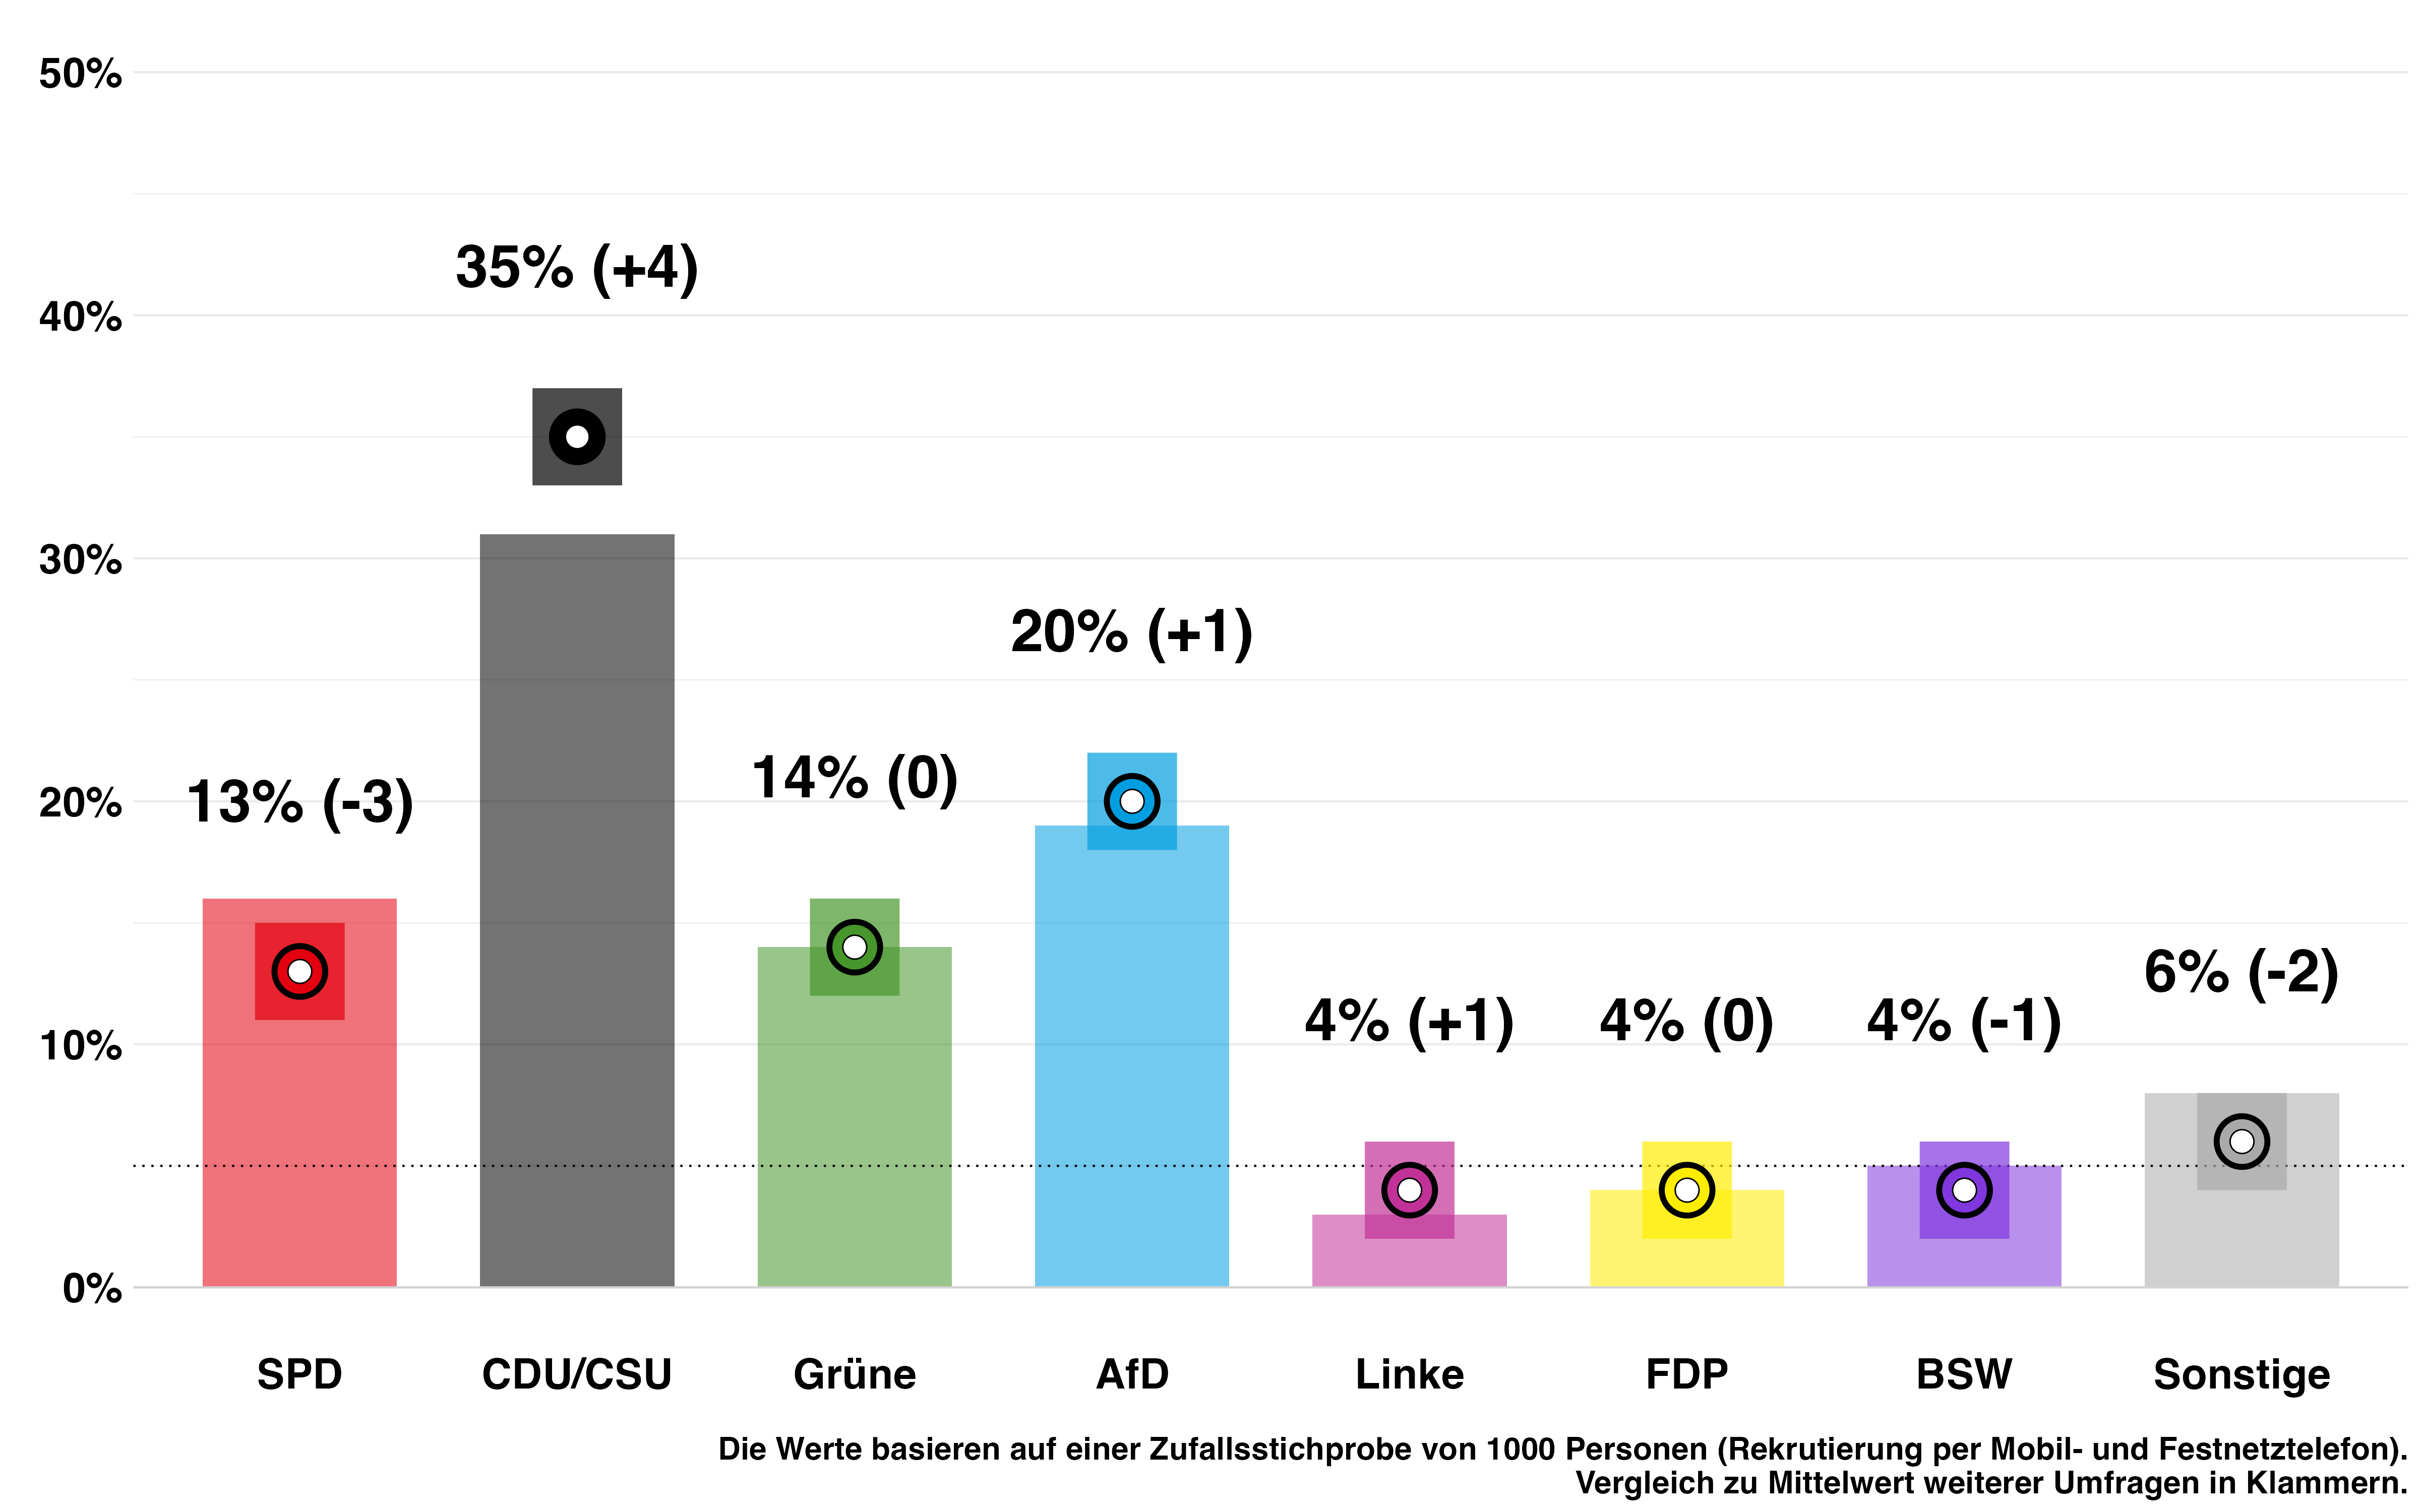 50%
40%
30%
20%
10%
0%
13% (-3)
35% (+4)
14% (0)
20% (+1)
4% (+1)
4% (0)
4% (-1)
6% (-2)
SPD
CDU/CSU
Grüne
AfD
Linke
FDP
BSW
Sonstige
Die Werte basieren auf einer Zufallsstichprobe von 1000 Personen (Rekrutierung per Mobil- und Festnetztelefon).
Vergleich zu Mittelwert weiterer Umfragen in Klammern.